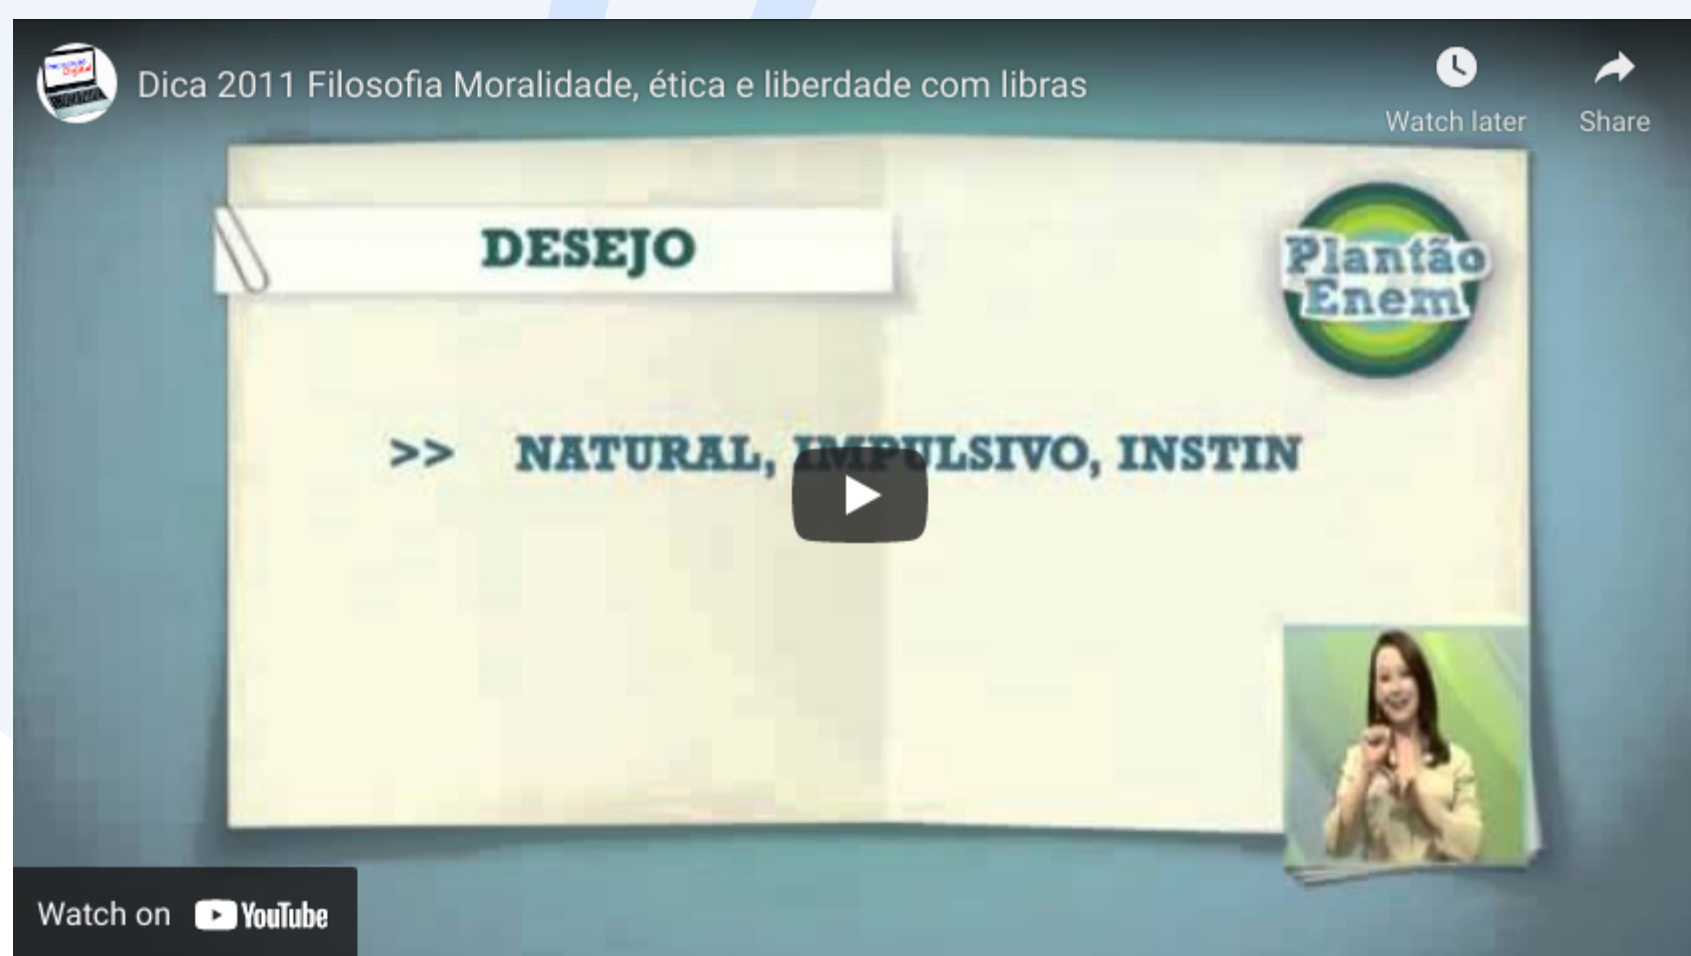 Dica 2011 Filosofia Moralidade, ética e liberdade com libras
Watch later
Share
DESEJO
Plantão
Enem
>> NATURAL, IMPULSIVO, INSTIN
Watch on YouTube